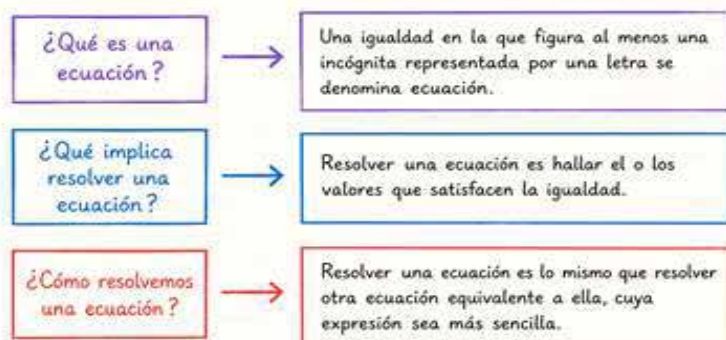 ¿Qué es una
ecuación?
Una igualdad en la que figura al menos una
incógnita representada por una letra se
denomina ecuación.
¿Qué implica
resolver una
ecuación?
Resolver una ecuación es hallar el o los
valores que satisfacen la igualdad.
¿Cómo resolvemos
una ecuación?
Resolver una ecuación es lo mismo que resolver
otra ecuación equivalente a ella, cuya
expresión sea más sencilla.